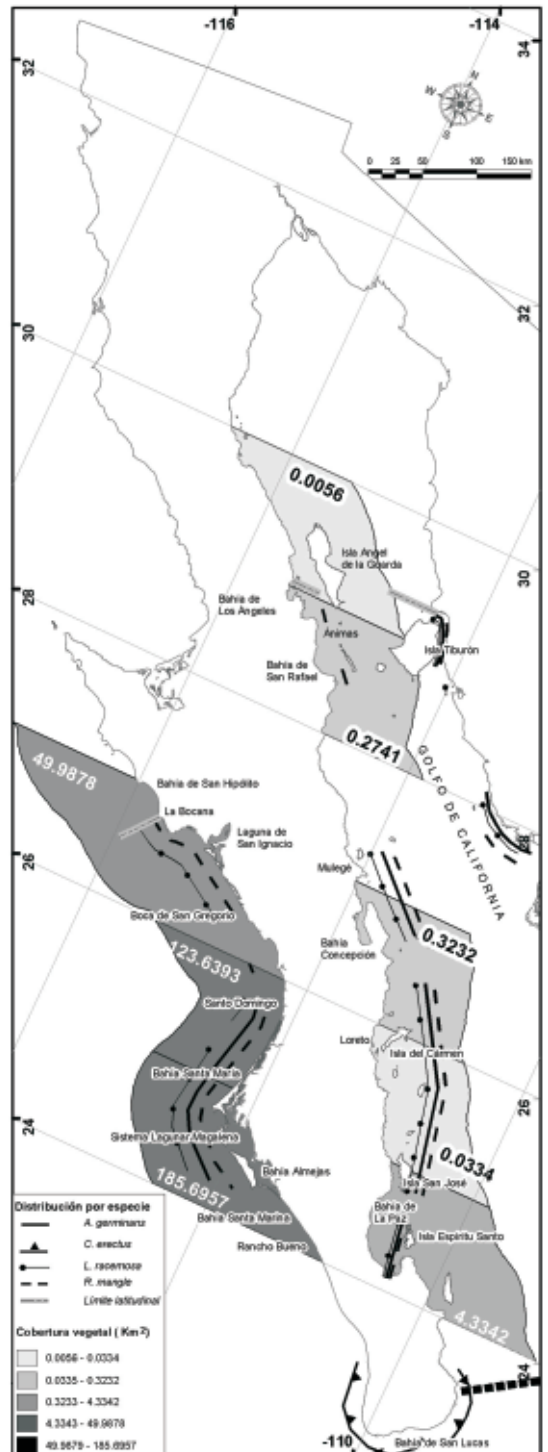 -116
-114
34
32
N
W
E
S
0 25 50 100 150 km
32
30
0.0056
Isla Angel
de la Guarda
30
28
Bahía de
Los Angeles
Animas
Isla Tiburón
Bahía de
San Rafael
0.2741
GOLFO DE CALIFORNIA
49.9878
Bahía de San Hipólito
La Bocana
Laguna de
San Ignacio
28
26
Mulegé
Boca de San Gregorio
0.3232
Bahía
Concepción
123.6393
Santo Domingo
Loreto
Isla del Carmen
Bahía Santa María
26
24
Sistema Lagunar Magdalena
0.0334
Isla San José
Bahía Almejas
185.6957
Bahía de
La Paz
Bahía Santa Marina
Isla Espíritu Santo
Rancho Bueno
4.3342
24
Distribución por especie
A. germinans
C. erectus
L. racemosa
R. mangle
Límite latitudinal
Cobertura vegetal ( Km2)
0.0056 - 0.0334
0.0335 - 0.3232
0.3233 - 4.3342
4.3343 - 49.9878
49.9879 - 185.6957
-110
Bahía de San Lucas